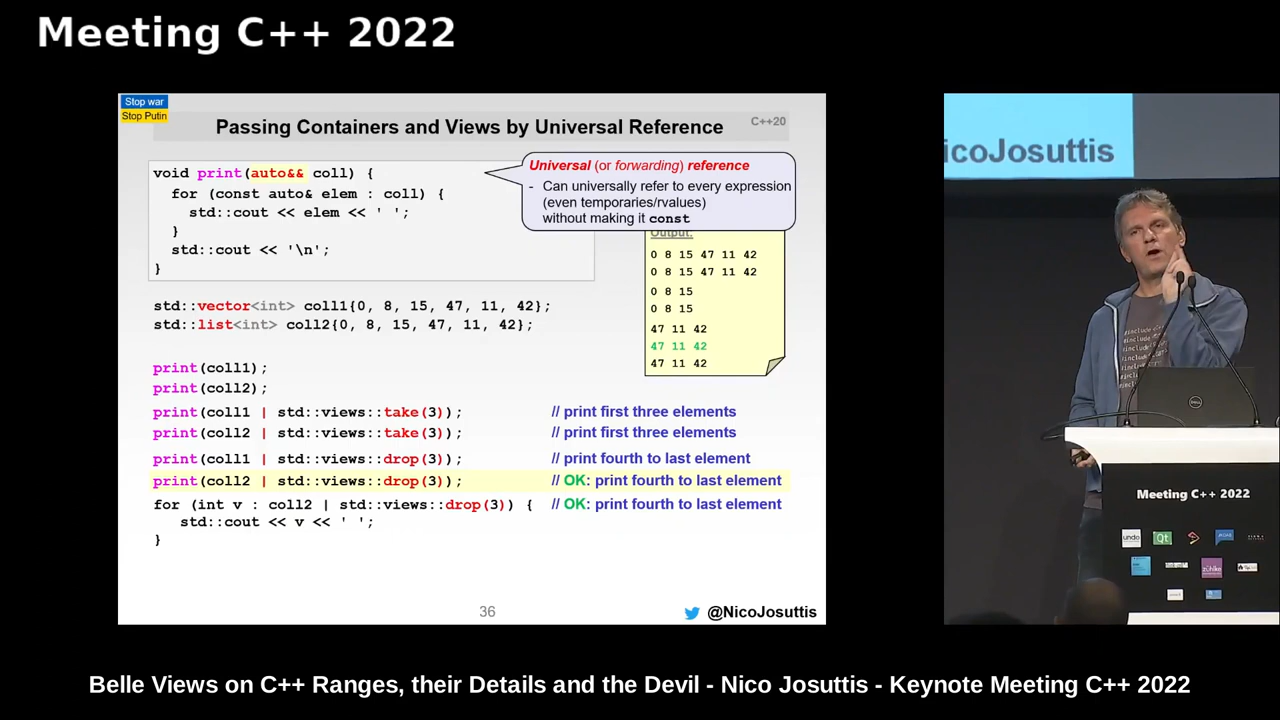 Meeting C++ 2022
Stop war
Stop Putin
Passing Containers and Views by Universal Reference
C++20
void print(auto&& coll) {
for (const auto& elem : coll) {
std::cout << elem << ' ';
}
std::cout << '\n';
}
Universal (or forwarding) reference
- Can universally refer to every expression
(even temporaries/rvalues)
without making it const
Output:
0 8 15 47 11 42
0 8 15 47 11 42
0 8 15
0 8 15
47 11 42
47 11 42
47 11 42
std::vector<int> coll1{0, 8, 15, 47, 11, 42};
std::list<int> coll2{0, 8, 15, 47, 11, 42};
print(coll1);
print(coll2);
print(coll1 | std::views::take(3)); // print first three elements
print(coll2 | std::views::take(3)); // print first three elements
print(coll1 | std::views::drop(3)); // print fourth to last element
print(coll2 | std::views::drop(3)); // OK: print fourth to last element
for (int v : coll2 | std::views::drop(3)) { // OK: print fourth to last element
std::cout << v << ' ';
}
36
@NicoJosuttis
icoJosuttis
DELL
Meeting C++ 2022
undo
Qt
zühlke
Belle Views on C++ Ranges, their Details and the Devil - Nico Josuttis - Keynote Meeting C++ 2022